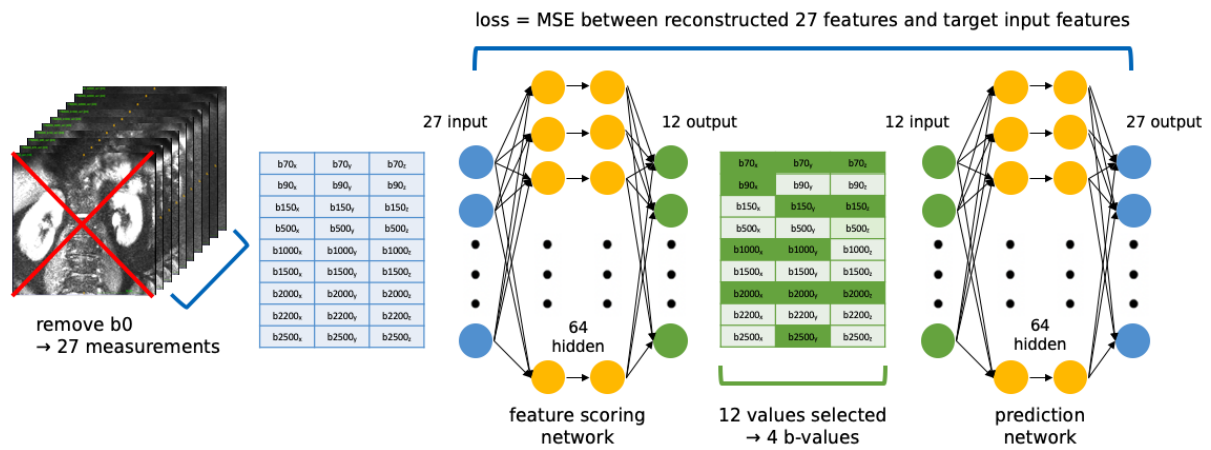 loss = MSE between reconstructed 27 features and target input features
27 input
12 output
12 input
27 output
b70x b70y b70z
b90x b90y b90z
b150x b150y b150z
b500x b500y b500z
b1000x b1000y b1000z
b1500x b1500y b1500z
b2000x b2000y b2000z
b2200x b2200y b2200z
b2500x b2500y b2500z
b70x b70y b70z
b90x b90y b90z
b150x b150y b150z
b500x b500y b500z
b1000x b1000y b1000z
b1500x b1500y b1500z
b2000x b2000y b2000z
b2200x b2200y b2200z
b2500x b2500y b2500z
remove b0
→ 27 measurements
64
hidden
64
hidden
feature scoring
network
12 values selected
→ 4 b-values
prediction
network